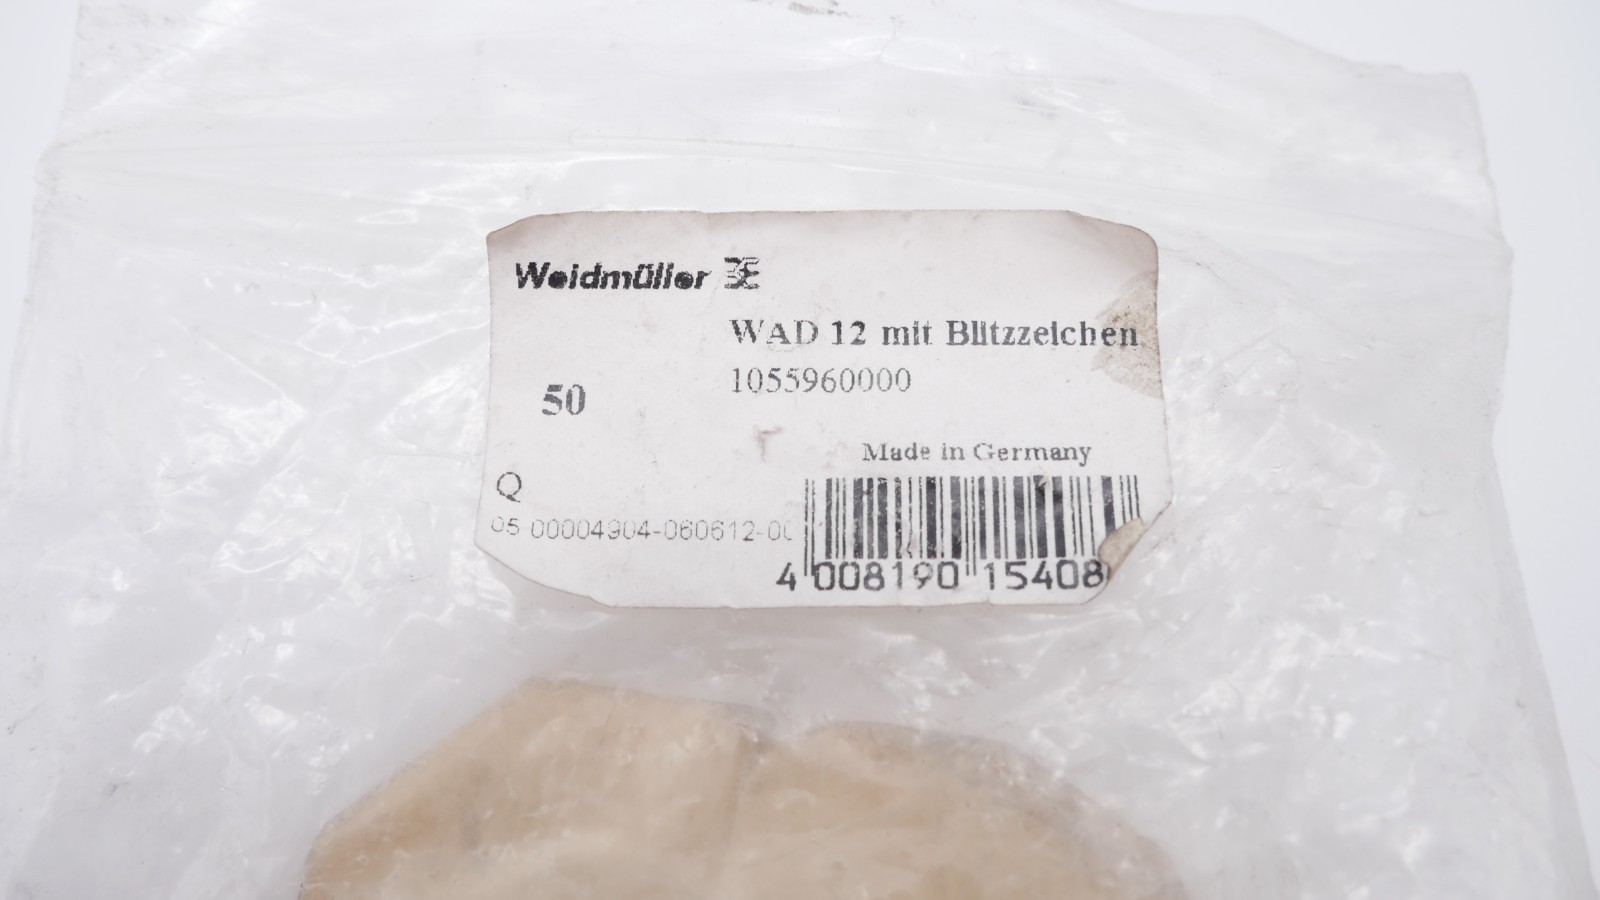 Weidmüller
WAD 12 mit Blitzzeichen
1055960000
50
Made in Germany
Q
05 00004904-060612-00
4 008190 15408